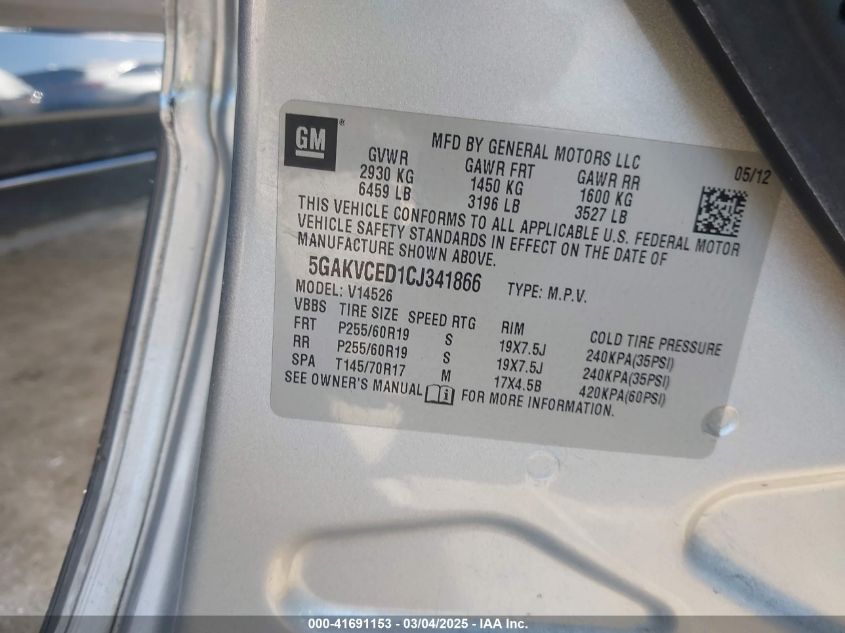 GM ®
MFD BY GENERAL MOTORS LLC
05/12
GVWR GAWR FRT GAWR RR
2930 KG 1450 KG 1600 KG
6459 LB 3196 LB 3527 LB
THIS VEHICLE CONFORMS TO ALL APPLICABLE U.S. FEDERAL MOTOR
VEHICLE SAFETY STANDARDS IN EFFECT ON THE DATE OF
MANUFACTURE SHOWN ABOVE.
5GAKVCED1CJ341866 TYPE: M.P.V.
MODEL: V14526
VBBS TIRE SIZE SPEED RTG RIM COLD TIRE PRESSURE
FRT P255/60R19 S 19X7.5J 240KPA(35PSI)
RR P255/60R19 S 19X7.5J 240KPA(35PSI)
SPA T145/70R17 M 17X4.5B 420KPA(60PSI)
SEE OWNER'S MANUAL i FOR MORE INFORMATION.
000-41691153 - 03/04/2025 - IAA Inc.